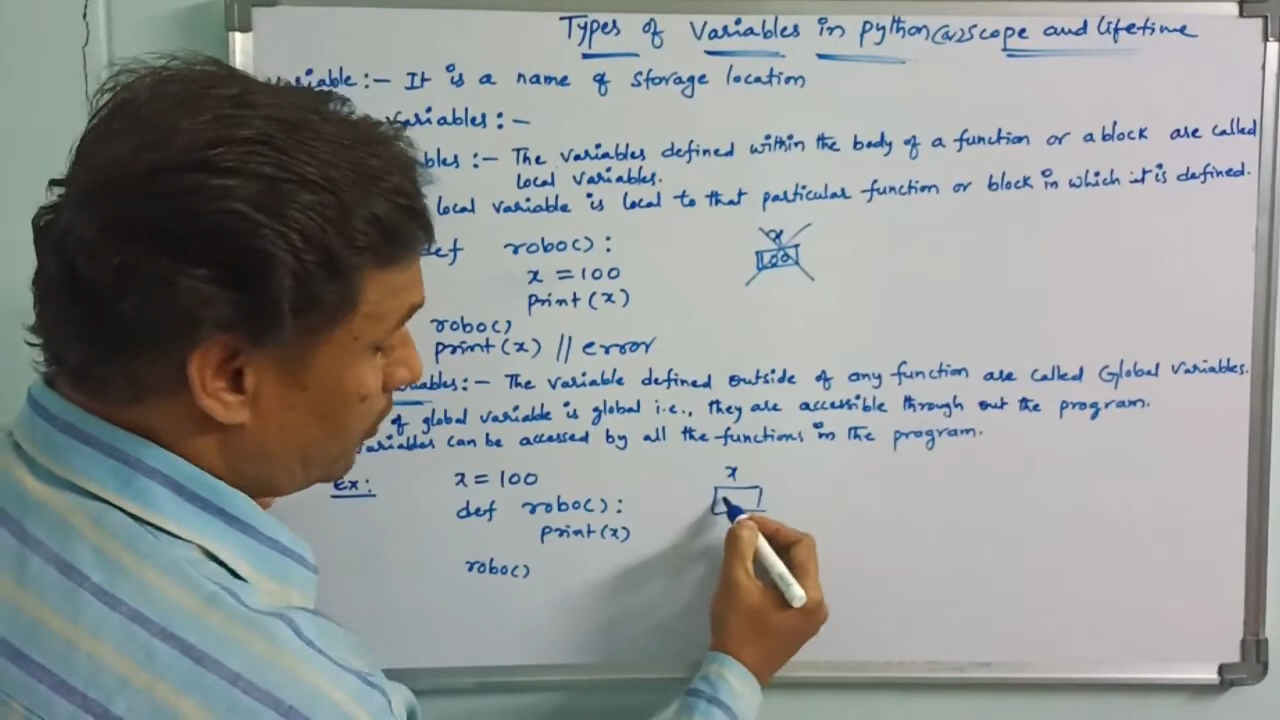 Types of Variables in python (or) Scope and lifetime
Variable :- It is a name of storage location
Variables :-
bles :- The variables defined within the body of a function or a block are called
local variables.
local variable is local to that particular function or block in which it is defined.
def robo():
x = 100
print(x)
x
100
robo()
print(x) // error
Variables :- The variable defined outside of any function are called Global Variables.
of global variable is global i.e., they are accessible through out the program.
variables can be accessed by all the functions in the program.
Ex:
x = 100
def robo():
print(x)
robo()
x